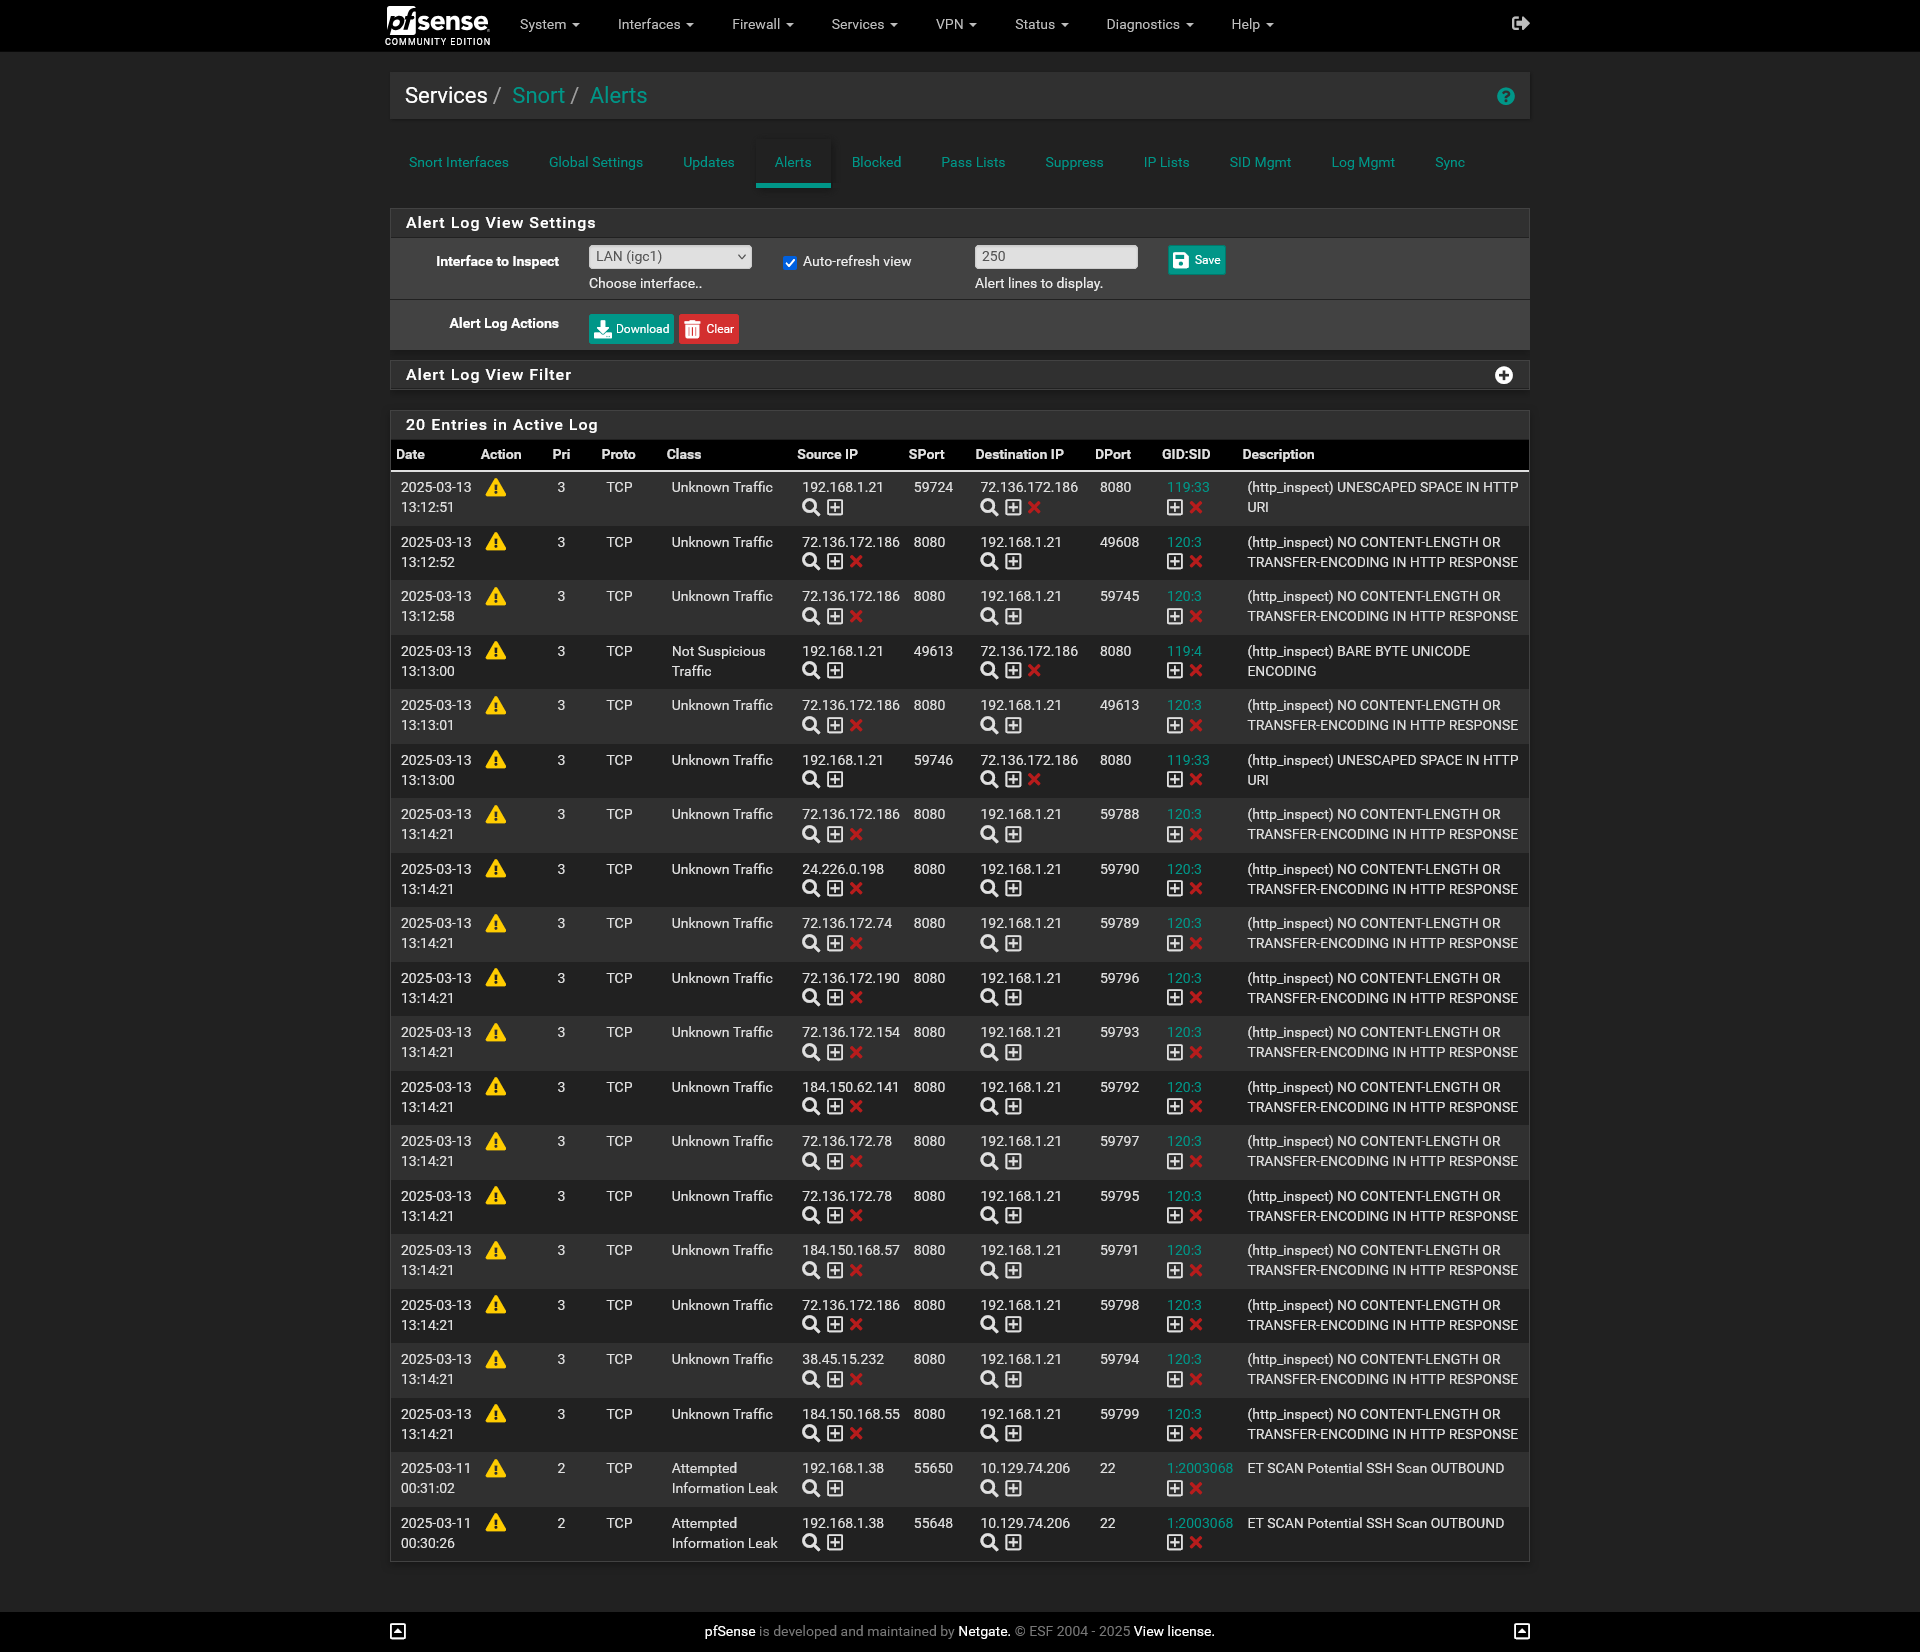 pfsense
COMMUNITY EDITION
System Interfaces Firewall Services VPN Status Diagnostics Help
Services / Snort / Alerts
Snort Interfaces Global Settings Updates Alerts Blocked Pass Lists Suppress IP Lists SID Mgmt Log Mgmt Sync
Alert Log View Settings
Interface to Inspect LAN (igc1) Auto-refresh view 250 Save
Choose interface.. Alert lines to display.
Alert Log Actions Download Clear
Alert Log View Filter
20 Entries in Active Log
Date Action Pri Proto Class Source IP SPort Destination IP DPort GID:SID Description
2025-03-13 3 TCP Unknown Traffic 192.168.1.21 59724 72.136.172.186 8080 119:33 (http_inspect) UNESCAPED SPACE IN HTTP
13:12:51 URI
2025-03-13 3 TCP Unknown Traffic 72.136.172.186 8080 192.168.1.21 49608 120:3 (http_inspect) NO CONTENT-LENGTH OR
13:12:52 TRANSFER-ENCODING IN HTTP RESPONSE
2025-03-13 3 TCP Unknown Traffic 72.136.172.186 8080 192.168.1.21 59745 120:3 (http_inspect) NO CONTENT-LENGTH OR
13:12:58 TRANSFER-ENCODING IN HTTP RESPONSE
2025-03-13 3 TCP Not Suspicious 192.168.1.21 49613 72.136.172.186 8080 119:4 (http_inspect) BARE BYTE UNICODE
13:13:00 Traffic ENCODING
2025-03-13 3 TCP Unknown Traffic 72.136.172.186 8080 192.168.1.21 49613 120:3 (http_inspect) NO CONTENT-LENGTH OR
13:13:01 TRANSFER-ENCODING IN HTTP RESPONSE
2025-03-13 3 TCP Unknown Traffic 192.168.1.21 59746 72.136.172.186 8080 119:33 (http_inspect) UNESCAPED SPACE IN HTTP
13:13:00 URI
2025-03-13 3 TCP Unknown Traffic 72.136.172.186 8080 192.168.1.21 59788 120:3 (http_inspect) NO CONTENT-LENGTH OR
13:14:21 TRANSFER-ENCODING IN HTTP RESPONSE
2025-03-13 3 TCP Unknown Traffic 24.226.0.198 8080 192.168.1.21 59790 120:3 (http_inspect) NO CONTENT-LENGTH OR
13:14:21 TRANSFER-ENCODING IN HTTP RESPONSE
2025-03-13 3 TCP Unknown Traffic 72.136.172.74 8080 192.168.1.21 59789 120:3 (http_inspect) NO CONTENT-LENGTH OR
13:14:21 TRANSFER-ENCODING IN HTTP RESPONSE
2025-03-13 3 TCP Unknown Traffic 72.136.172.190 8080 192.168.1.21 59796 120:3 (http_inspect) NO CONTENT-LENGTH OR
13:14:21 TRANSFER-ENCODING IN HTTP RESPONSE
2025-03-13 3 TCP Unknown Traffic 72.136.172.154 8080 192.168.1.21 59793 120:3 (http_inspect) NO CONTENT-LENGTH OR
13:14:21 TRANSFER-ENCODING IN HTTP RESPONSE
2025-03-13 3 TCP Unknown Traffic 184.150.62.141 8080 192.168.1.21 59792 120:3 (http_inspect) NO CONTENT-LENGTH OR
13:14:21 TRANSFER-ENCODING IN HTTP RESPONSE
2025-03-13 3 TCP Unknown Traffic 72.136.172.78 8080 192.168.1.21 59797 120:3 (http_inspect) NO CONTENT-LENGTH OR
13:14:21 TRANSFER-ENCODING IN HTTP RESPONSE
2025-03-13 3 TCP Unknown Traffic 72.136.172.78 8080 192.168.1.21 59795 120:3 (http_inspect) NO CONTENT-LENGTH OR
13:14:21 TRANSFER-ENCODING IN HTTP RESPONSE
2025-03-13 3 TCP Unknown Traffic 184.150.168.57 8080 192.168.1.21 59791 120:3 (http_inspect) NO CONTENT-LENGTH OR
13:14:21 TRANSFER-ENCODING IN HTTP RESPONSE
2025-03-13 3 TCP Unknown Traffic 72.136.172.186 8080 192.168.1.21 59798 120:3 (http_inspect) NO CONTENT-LENGTH OR
13:14:21 TRANSFER-ENCODING IN HTTP RESPONSE
2025-03-13 3 TCP Unknown Traffic 38.45.15.232 8080 192.168.1.21 59794 120:3 (http_inspect) NO CONTENT-LENGTH OR
13:14:21 TRANSFER-ENCODING IN HTTP RESPONSE
2025-03-13 3 TCP Unknown Traffic 184.150.168.55 8080 192.168.1.21 59799 120:3 (http_inspect) NO CONTENT-LENGTH OR
13:14:21 TRANSFER-ENCODING IN HTTP RESPONSE
2025-03-11 2 TCP Attempted 192.168.1.38 55650 10.129.74.206 22 1:2003068 ET SCAN Potential SSH Scan OUTBOUND
00:31:02 Information Leak
2025-03-11 2 TCP Attempted 192.168.1.38 55648 10.129.74.206 22 1:2003068 ET SCAN Potential SSH Scan OUTBOUND
00:30:26 Information Leak
pfSense is developed and maintained by Netgate. © ESF 2004 - 2025 View license.